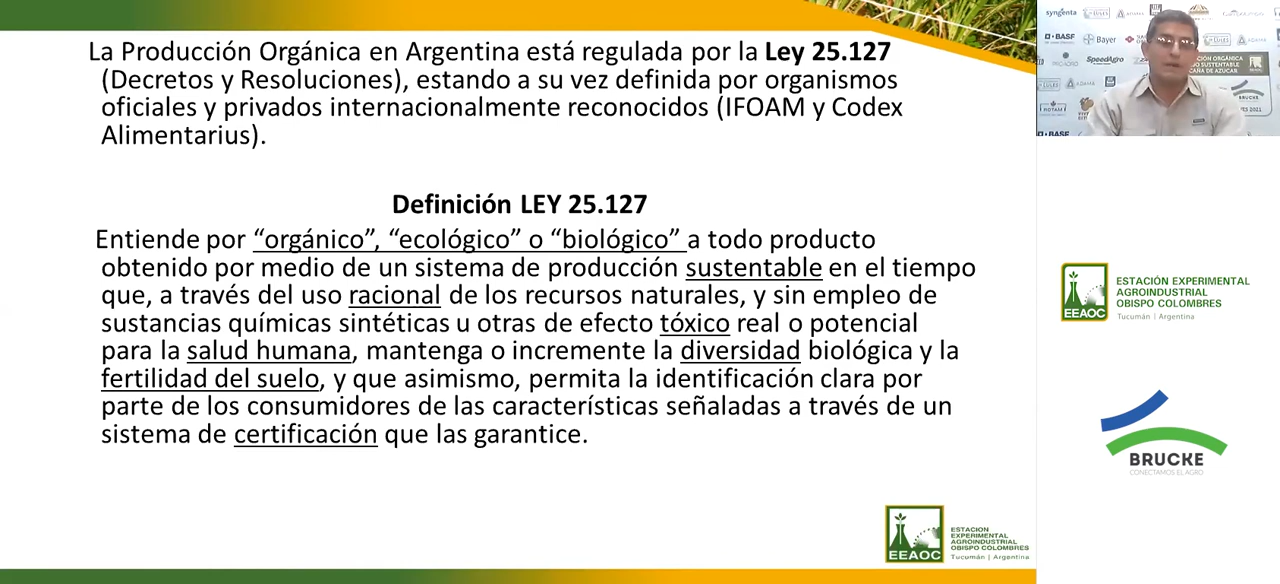 La Producción Orgánica en Argentina está regulada por la Ley 25.127
(Decretos y Resoluciones), estando a su vez definida por organismos
oficiales y privados internacionalmente reconocidos (IFOAM y Codex
Alimentarius).
Definición LEY 25.127
Entiende por “orgánico”, “ecológico” o “biológico” a todo producto
obtenido por medio de un sistema de producción sustentable en el tiempo
que, a través del uso racional de los recursos naturales, y sin empleo de
sustancias químicas sintéticas u otras de efecto tóxico real o potencial
para la salud humana, mantenga o incremente la diversidad biológica y la
fertilidad del suelo, y que asimismo, permita la identificación clara por
parte de los consumidores de las características señaladas a través de un
sistema de certificación que las garantice.
EEAOC
ESTACION
EXPERIMENTAL
AGROINDUSTRIAL
OBISPO COLOMBRES
Tucumán | Argentina
syngenta
BASF
Bayer
SpeedAgro
ADAMA
BRUCKE
BASF
EEAOC
ESTACIÓN EXPERIMENTAL
AGROINDUSTRIAL
OBISPO COLOMBRES
Tucumán | Argentina
BRUCKE
CONECTAMOS EL AGRO